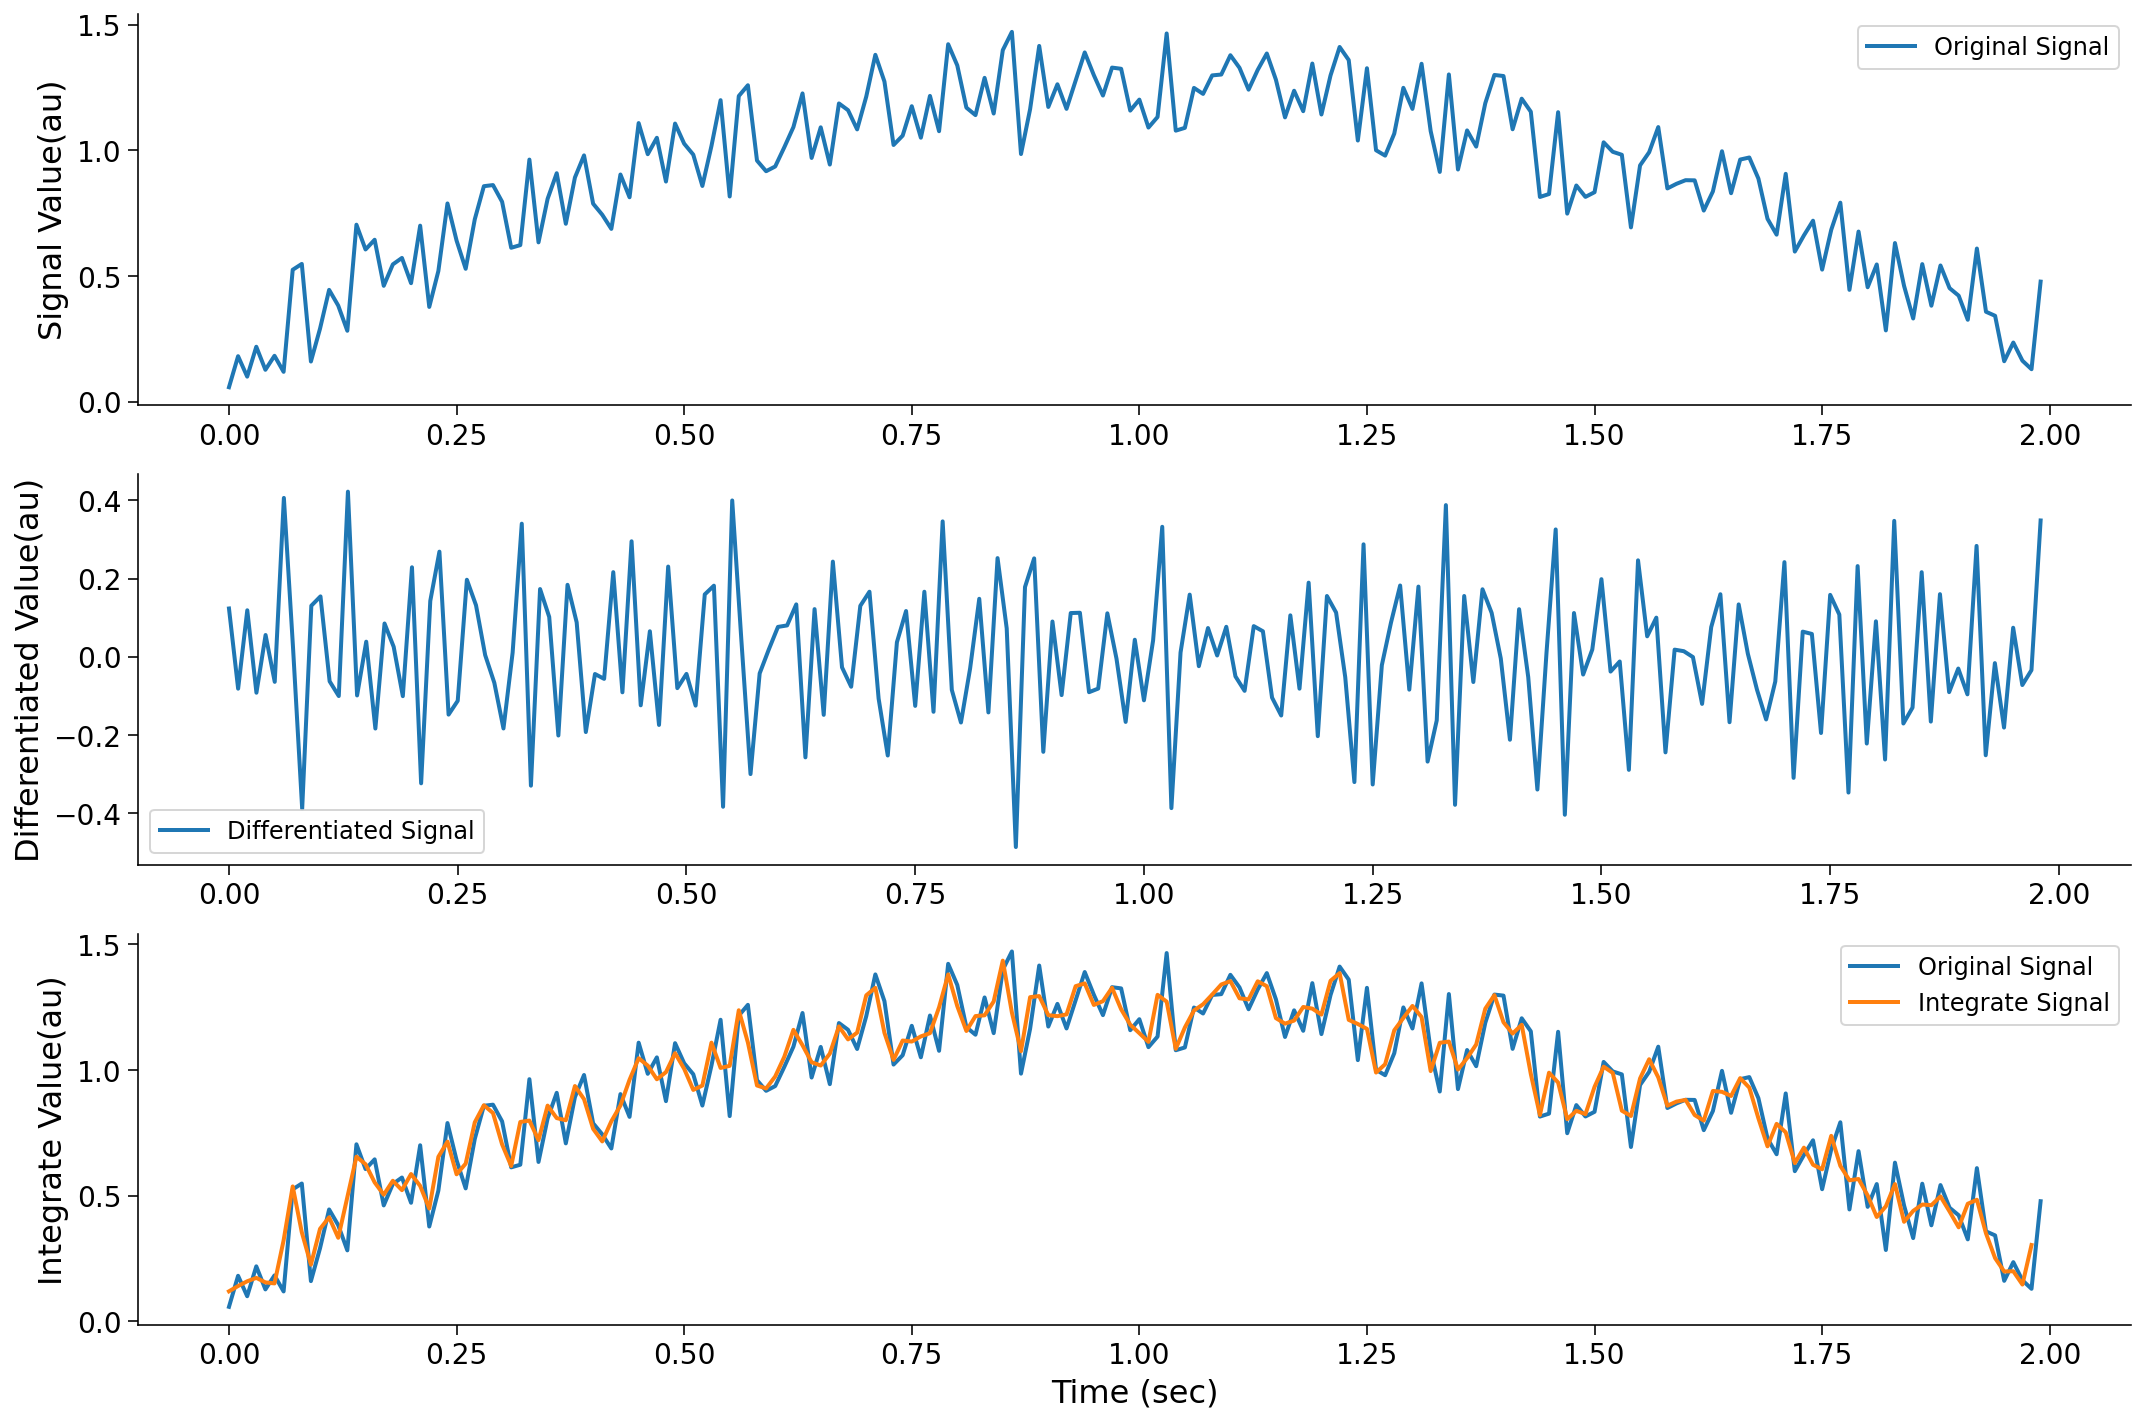 Signal Value(au)
1.5
1.0
0.5
0.0
Original Signal
0.00 0.25 0.50 0.75 1.00 1.25 1.50 1.75 2.00
Differentiated Value(au)
0.4
0.2
0.0
−0.2
−0.4
Differentiated Signal
0.00 0.25 0.50 0.75 1.00 1.25 1.50 1.75 2.00
Integrate Value(au)
1.5
1.0
0.5
0.0
Original Signal
Integrate Signal
0.00 0.25 0.50 0.75 1.00 1.25 1.50 1.75 2.00
Time (sec)